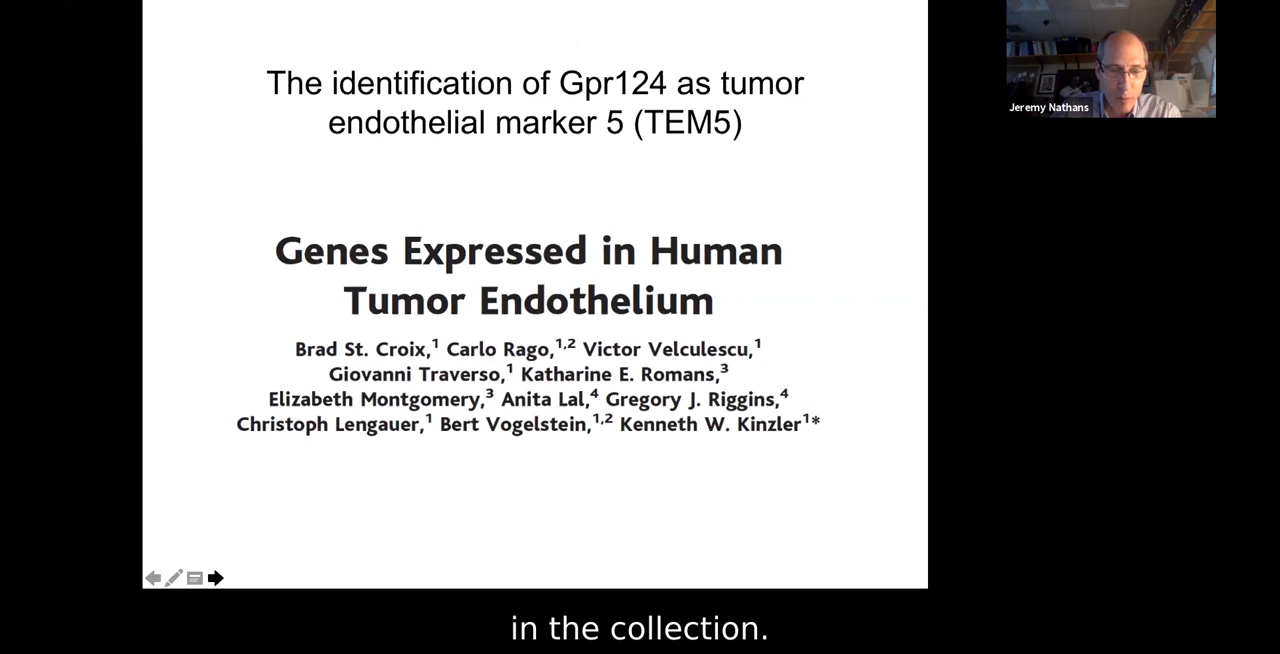 The identification of Gpr124 as tumor
endothelial marker 5 (TEM5)
Genes Expressed in Human
Tumor Endothelium
Brad St. Croix,¹ Carlo Rago,¹,² Victor Velculescu,¹
Giovanni Traverso,¹ Katharine E. Romans,³
Elizabeth Montgomery,³ Anita Lal,⁴ Gregory J. Riggins,⁴
Christoph Lengauer,¹ Bert Vogelstein,¹,² Kenneth W. Kinzler¹*
Jeremy Nathans
in the collection.